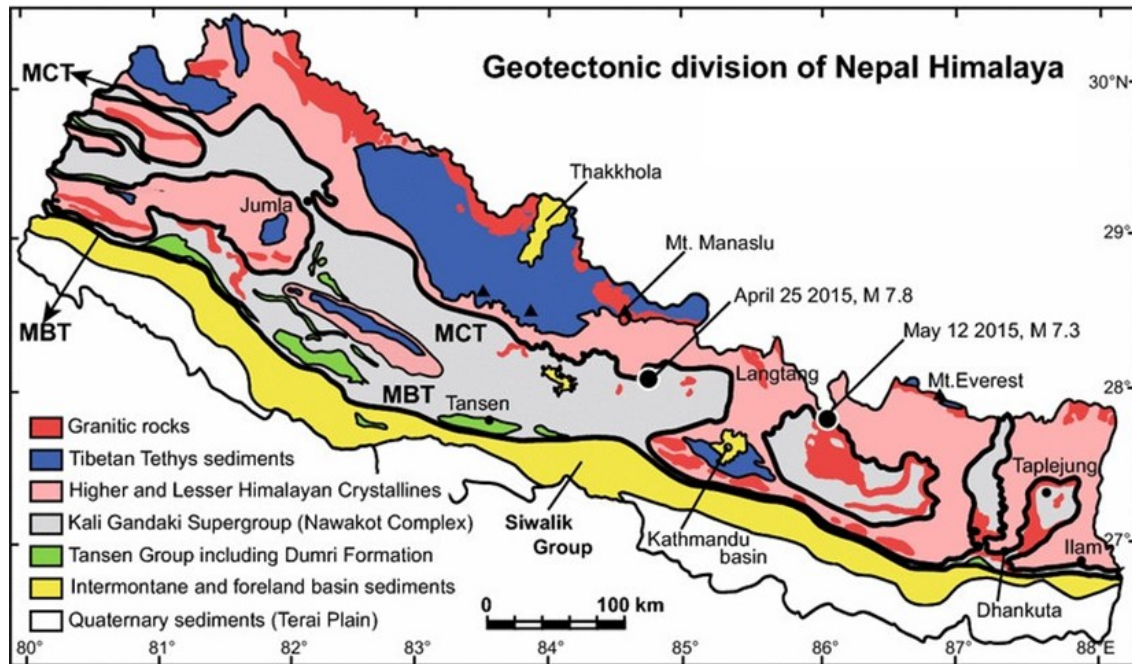 Geotectonic division of Nepal Himalaya
MCT
30°N
Thakkhola
Jumla
Mt. Manaslu
29°
April 25 2015, M 7.8
MBT
MCT
May 12 2015, M 7.3
Langtang
Mt.Everest
28°
MBT
Tansen
Granitic rocks
Tibetan Tethys sediments
Higher and Lesser Himalayan Crystallines
Kali Gandaki Supergroup (Nawakot Complex)
Tansen Group including Dumri Formation
Intermontane and foreland basin sediments
Quaternary sediments (Terai Plain)
Taplejung
Siwalik
Group
Kathmandu
basin
27°
Ilam
Dhankuta
0 100 km
80° 81° 82° 83° 84° 85° 86° 87° 88° E